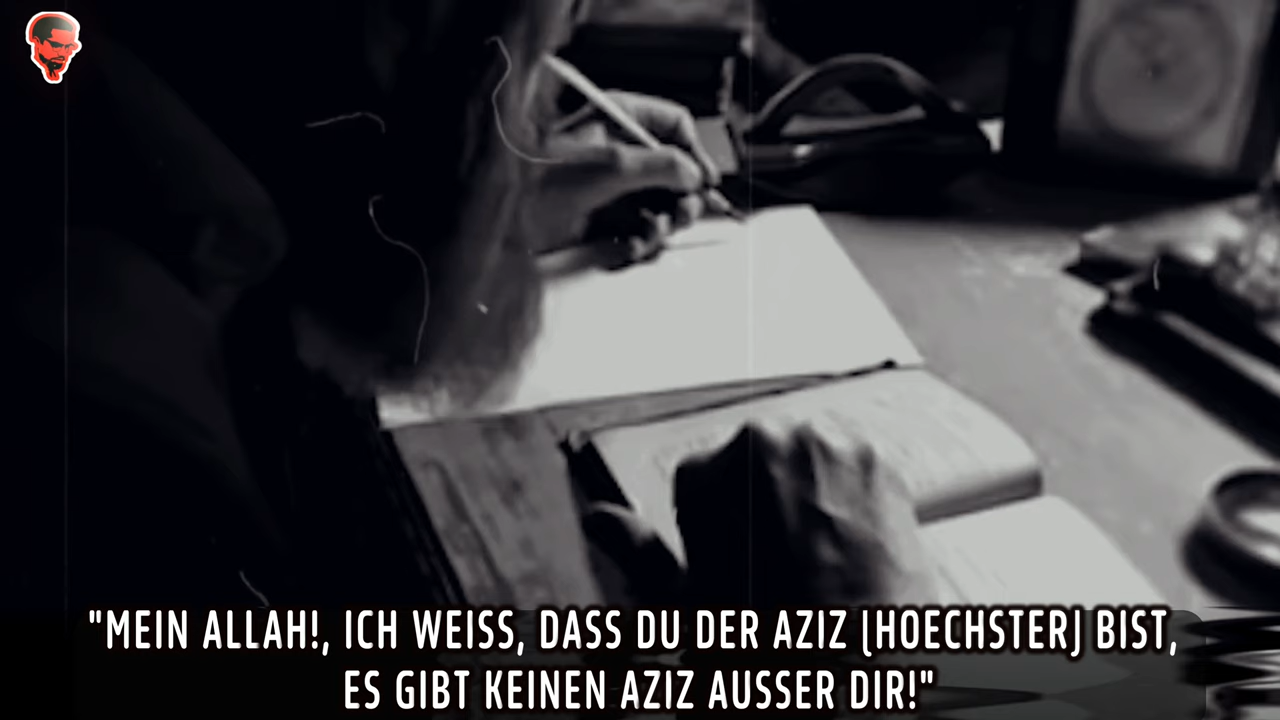 "MEIN ALLAH!, ICH WEISS, DASS DU DER AZIZ (HOECHSTER) BIST,
ES GIBT KEINEN AZIZ AUSSER DIR!"